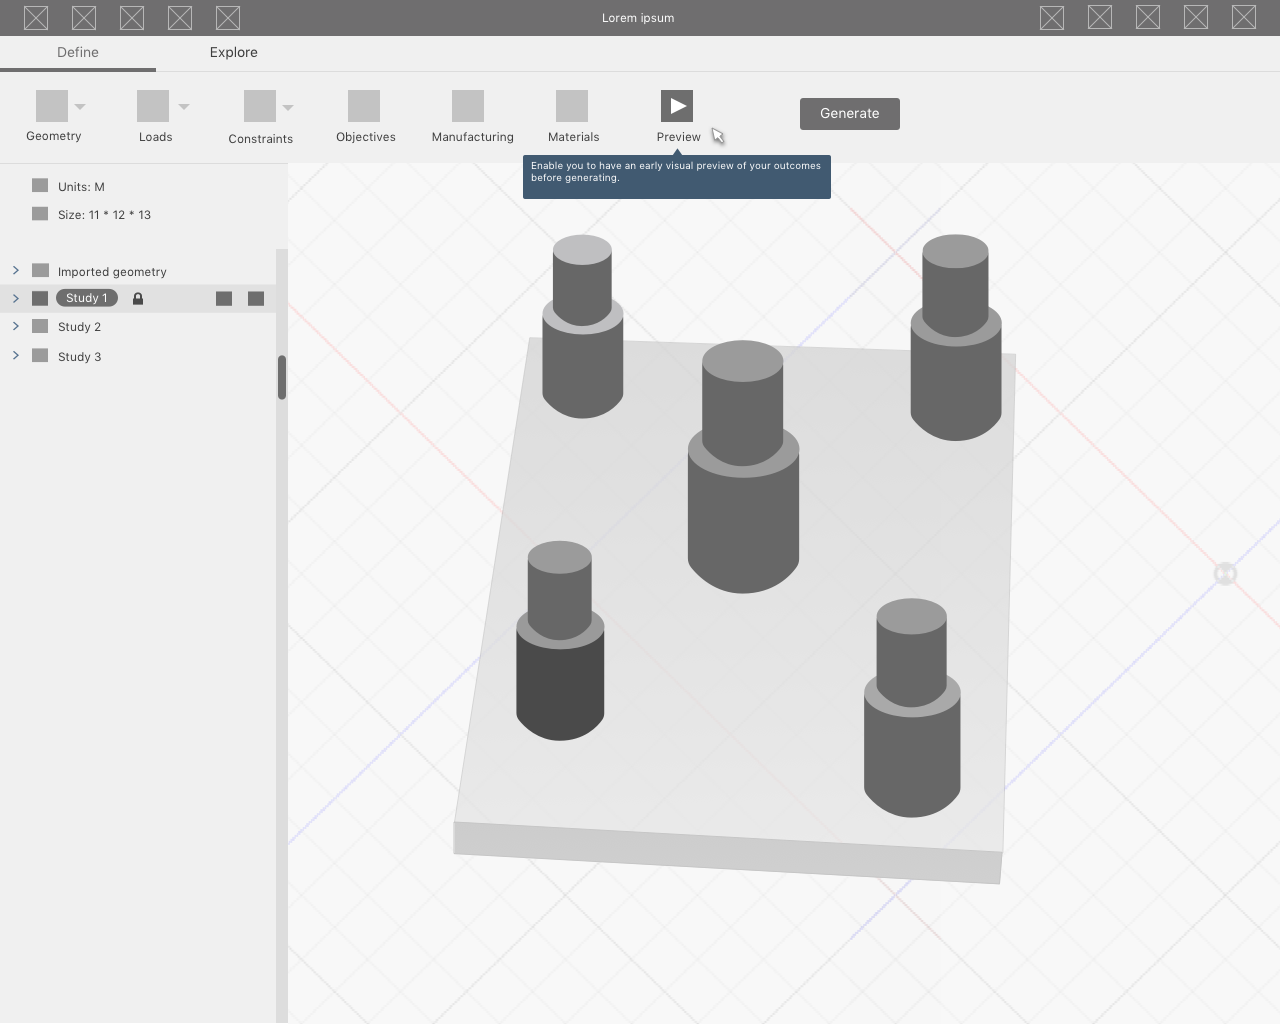 Lorem ipsum
Define
Explore
Geometry
Loads
Constraints
Objectives
Manufacturing
Materials
Preview
Generate
Enable you to have an early visual preview of your outcomes
before generating.
Units: M
Size: 11 * 12 * 13
Imported geometry
Study 1
Study 2
Study 3